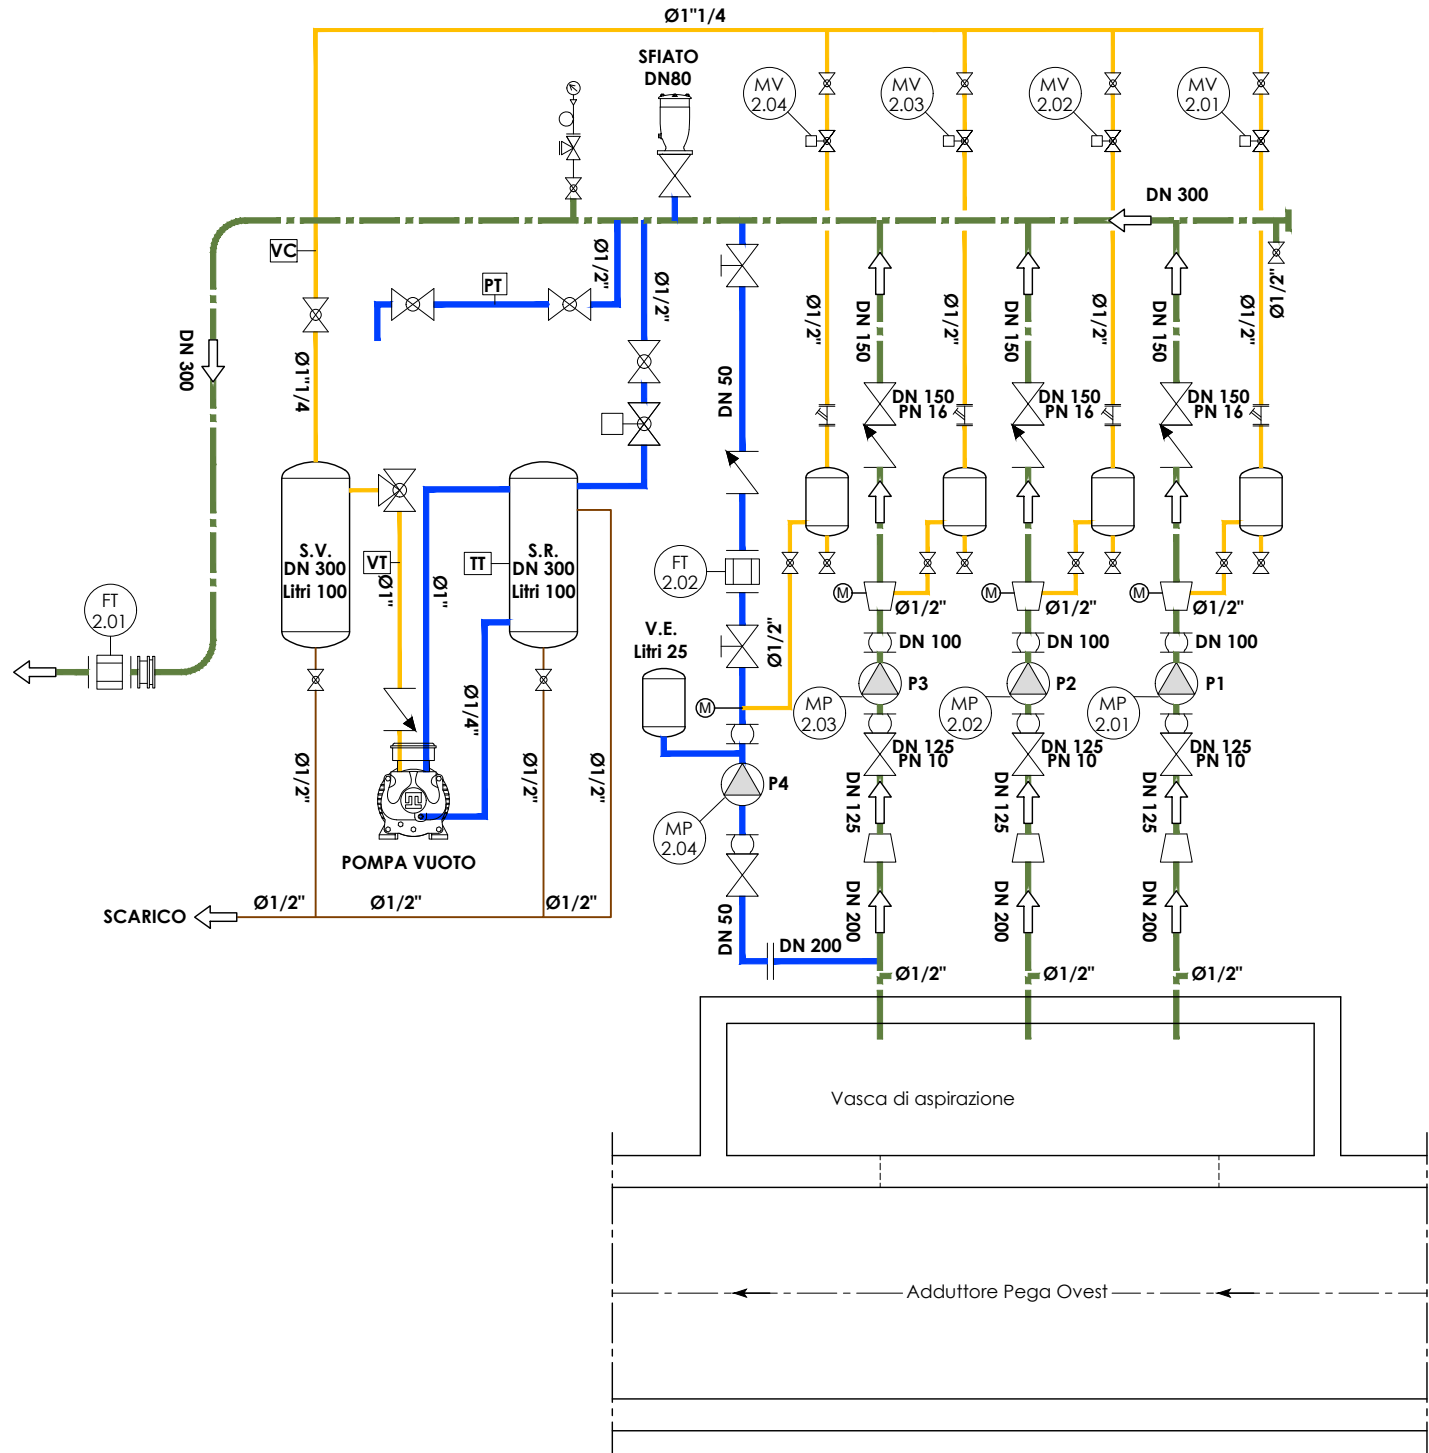 Ø1"1/4
SFIATO
DN80
MV
2.04
MV
2.03
MV
2.02
MV
2.01
DN 300
VC
Ø1/2"
Ø1/2"
PT
Ø1/2"
DN 150
Ø1/2"
DN 150
Ø1/2"
DN 150
Ø1/2"
Ø1/2"
DN 300
Ø1"1/4
DN 50
DN 150
PN 16
DN 150
PN 16
DN 150
PN 16
S.V.
DN 300
Litri 100
VT
Ø1"
Ø1"
TT
S.R.
DN 300
Litri 100
FT
2.02
FT
2.01
M
Ø1/2"
M
Ø1/2"
M
Ø1/2"
V.E.
Litri 25
Ø1/2"
DN 100
DN 100
DN 100
M
MP
2.03
P3
MP
2.02
P2
MP
2.01
P1
Ø1/4"
DN 125
PN 10
DN 125
PN 10
DN 125
PN 10
Ø1/2"
Ø1/2"
Ø1/2"
P4
MP
2.04
DN 125
DN 125
DN 125
POMPA VUOTO
SCARICO
Ø1/2"
Ø1/2"
Ø1/2"
DN 50
DN 200
DN 200
DN 200
DN 200
Ø1/2"
Ø1/2"
Ø1/2"
Vasca di aspirazione
Adduttore Pega Ovest